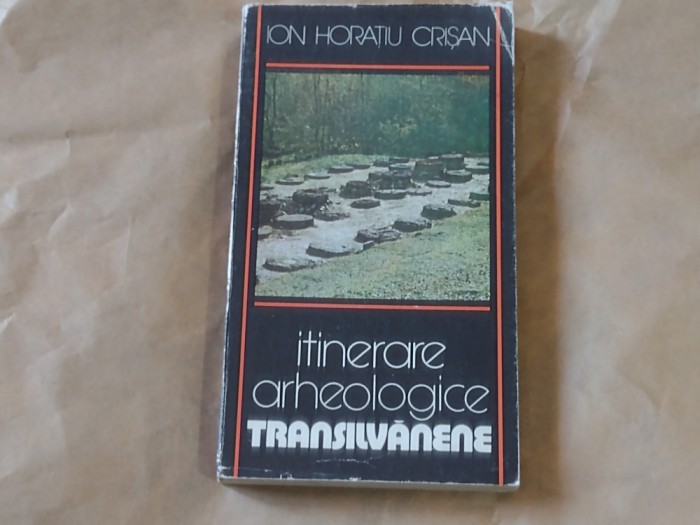 ION HORAȚIU CRIȘAN
itinerare
arheologice
TRANSILVĂNENE